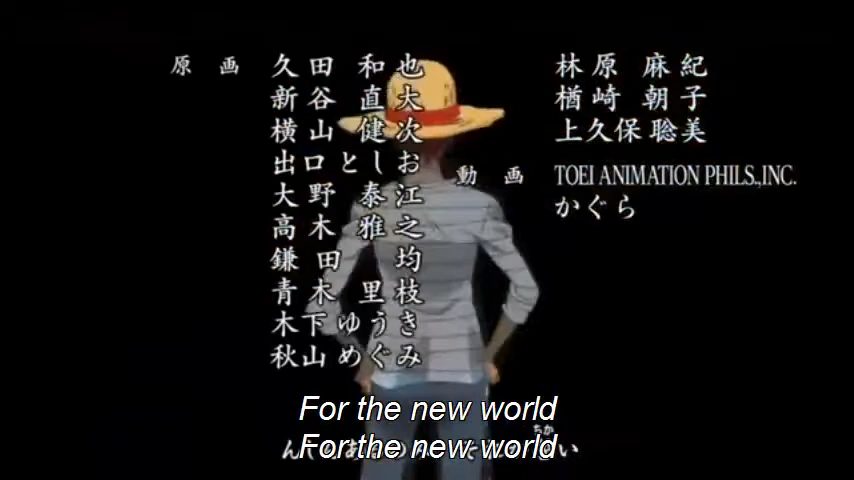 原画 久田 和也
新谷 直大
横山 健次
出口としお
大野 泰江
高木 雅之
鎌田 均
青木 里枝
木下ゆうき
秋山めぐみ
林原 麻紀
楢崎 朝子
上久保聡美
動画 TOEI ANIMATION PHILS.,INC.
かぐら
For the new world
For the new world